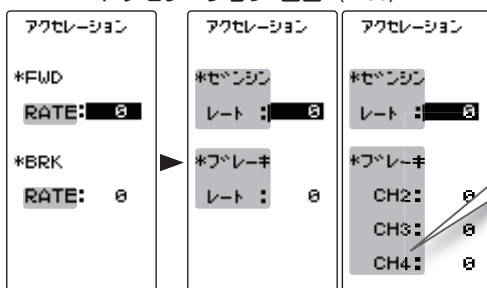 アクセレーション
*FWD
RATE: 0
*BRK
RATE: 0
アクセレーション
*ゼンシン
レート : 0
*ブレーキ
レート : 0
アクセレーション
*ゼンシン
レート : 0
*ブレーキ
CH2: 0
CH3: 0
CH4: 0